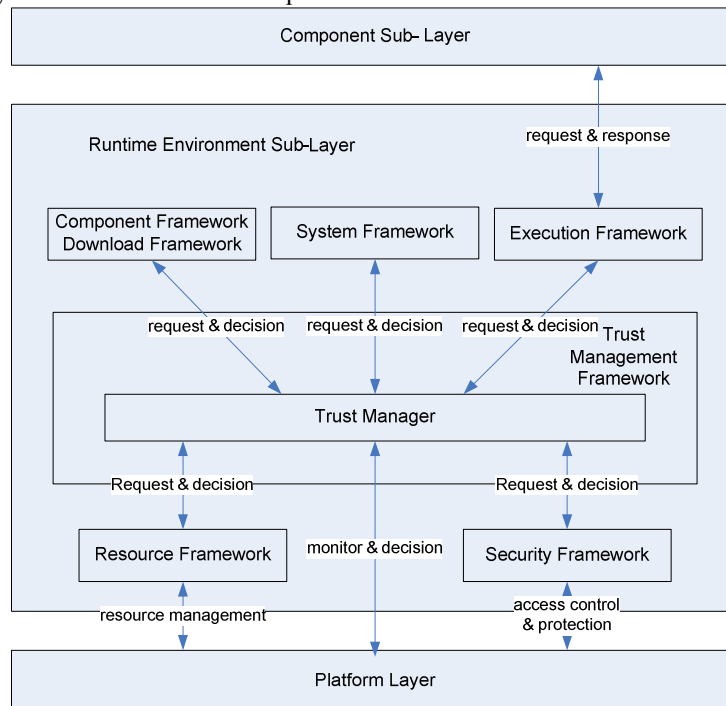 Component Sub- Layer
request & response
Runtime Environment Sub-Layer
Component Framework
Download Framework
System Framework
Execution Framework
request & decision
request & decision
request & decision
Trust
Management
Framework
Trust Manager
Request & decision
Request & decision
Resource Framework
monitor & decision
Security Framework
resource management
access control
& protection
Platform Layer